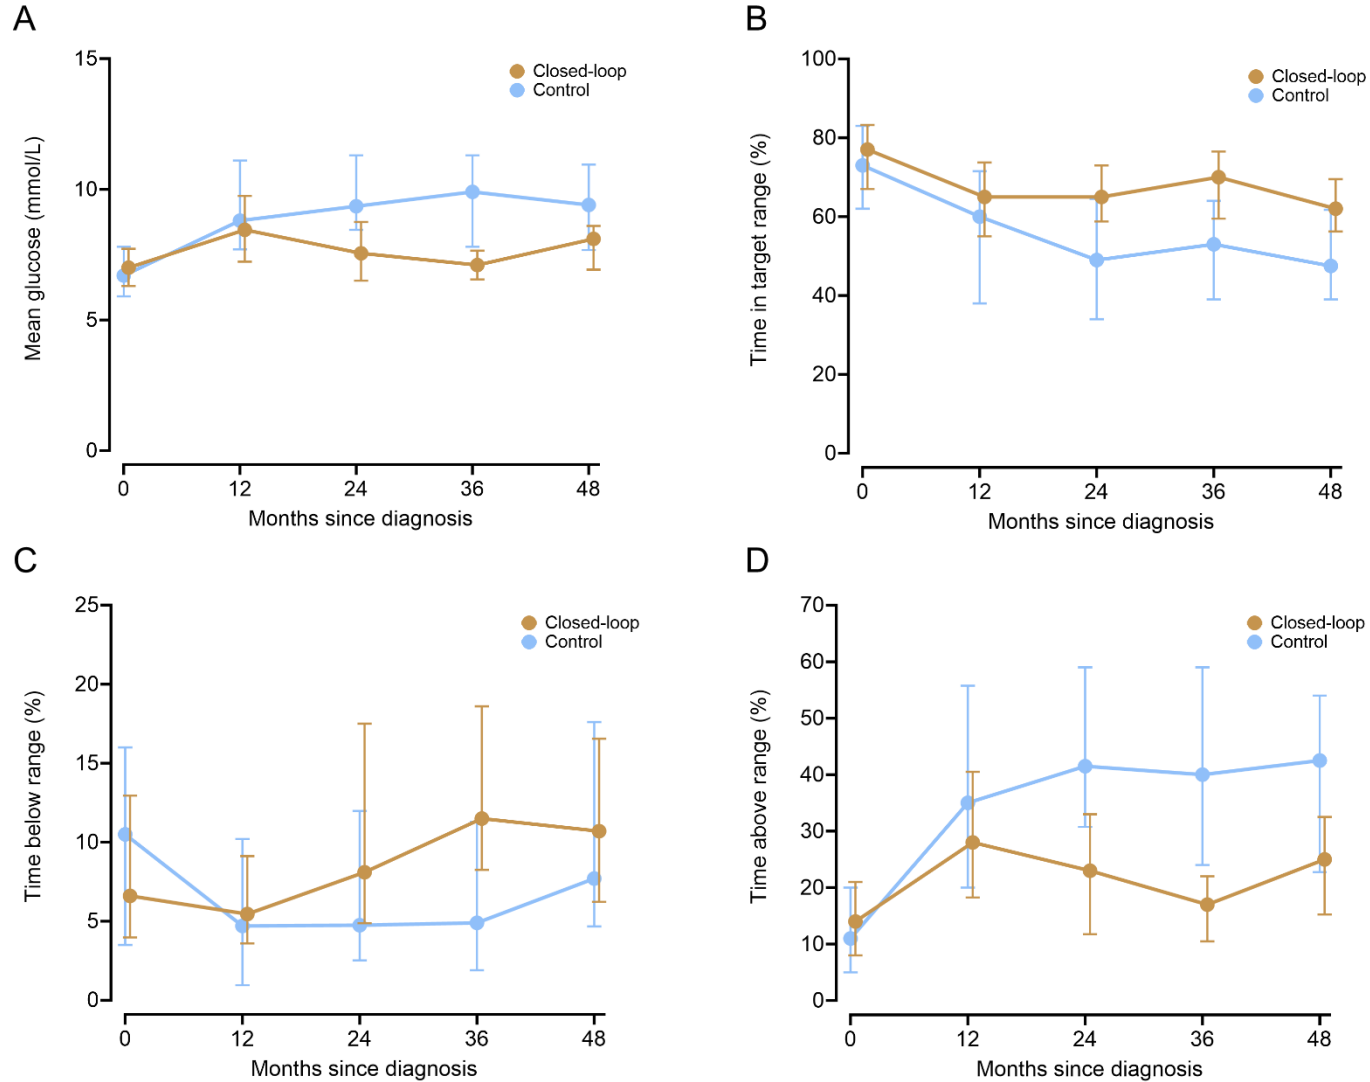 A
Mean glucose (mmol/L)
15
10
5
0
Closed-loop
Control
0 12 24 36 48
Months since diagnosis
B
Time in target range (%)
100
80
60
40
20
0
Closed-loop
Control
0 12 24 36 48
Months since diagnosis
C
Time below range (%)
25
20
15
10
5
0
Closed-loop
Control
0 12 24 36 48
Months since diagnosis
D
Time above range (%)
70
60
50
40
30
20
10
0
Closed-loop
Control
0 12 24 36 48
Months since diagnosis